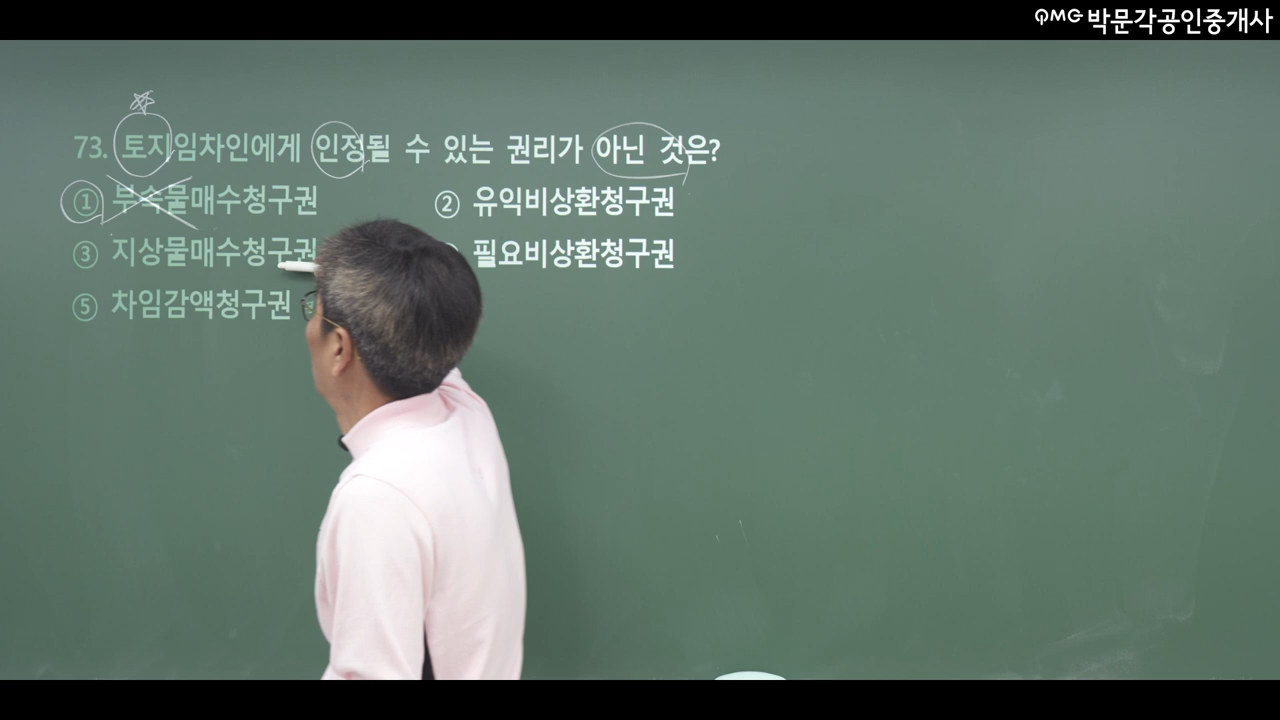 QMG 박문각공인중개사
73. 토지임차인에게 인정될 수 있는 권리가 아닌 것은?
① 부속물매수청구권 ② 유익비상환청구권
③ 지상물매수청구권 필요비상환청구권
⑤ 차임감액청구권